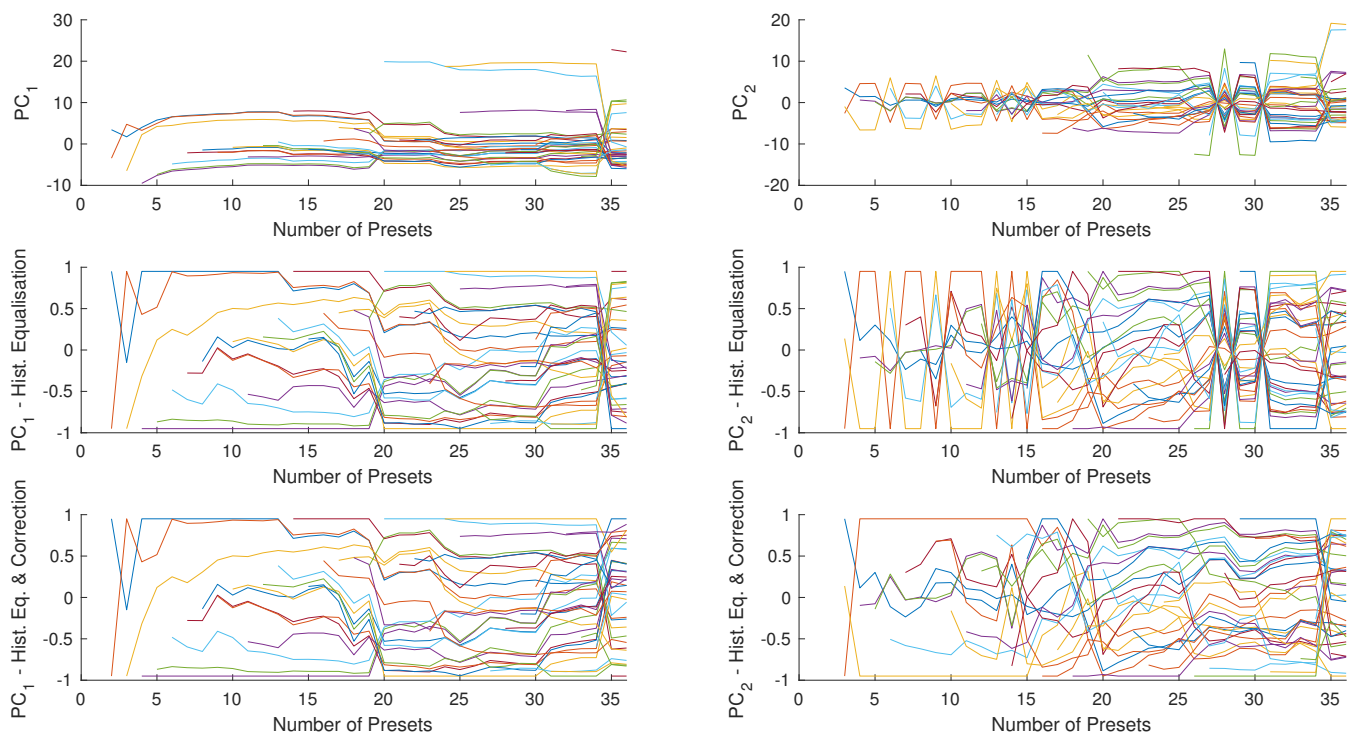 30
20
10
0
-10
PC1
0 5 10 15 20 25 30 35
Number of Presets
20
10
0
-10
-20
PC2
0 5 10 15 20 25 30 35
Number of Presets
1
0.5
0
-0.5
-1
PC1 - Hist. Equalisation
0 5 10 15 20 25 30 35
Number of Presets
1
0.5
0
-0.5
-1
PC2 - Hist. Equalisation
0 5 10 15 20 25 30 35
Number of Presets
1
0.5
0
-0.5
-1
PC1 - Hist. Eq. & Correction
0 5 10 15 20 25 30 35
Number of Presets
1
0.5
0
-0.5
-1
PC2 - Hist. Eq. & Correction
0 5 10 15 20 25 30 35
Number of Presets